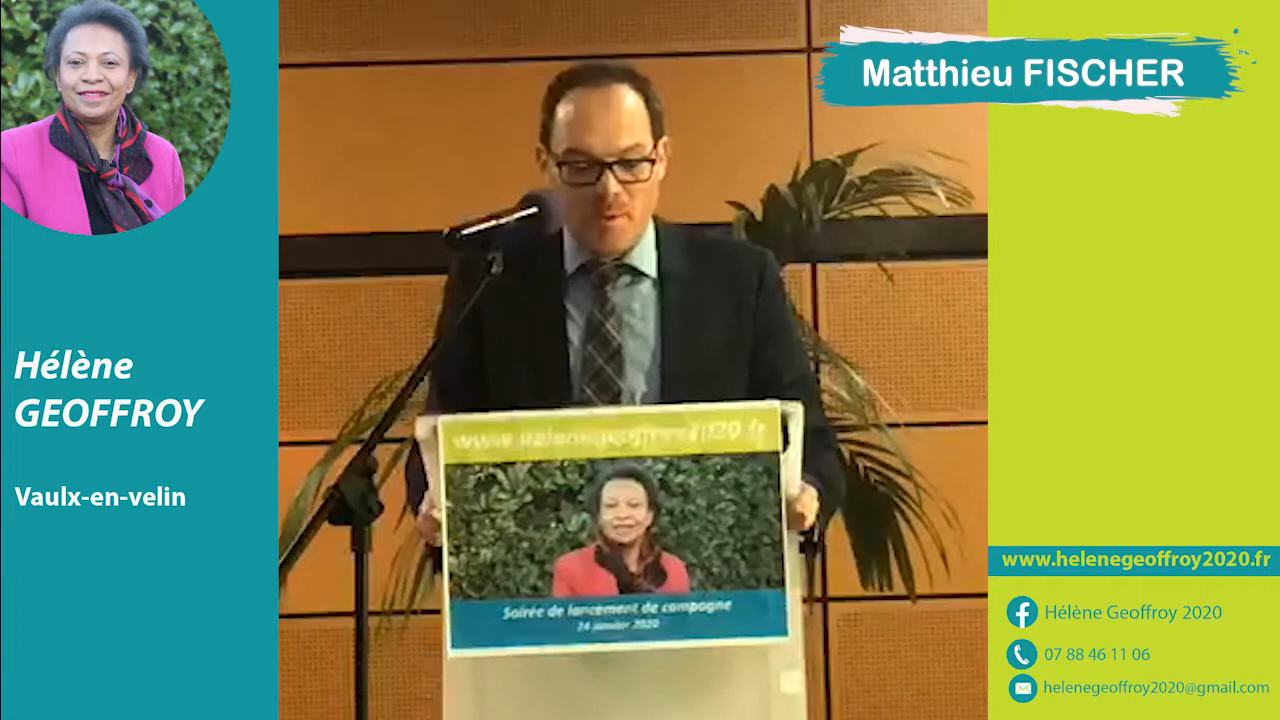 Matthieu FISCHER
Hélène
GEOFFROY
Vaulx-en-velin
www.Helenegeoffroy2020.fr
Soirée de lancement de campagne
24 janvier 2020
www.helenegeoffroy2020.fr
Hélène Geoffroy 2020
07 88 46 11 06
helenegeoffroy2020@gmail.com